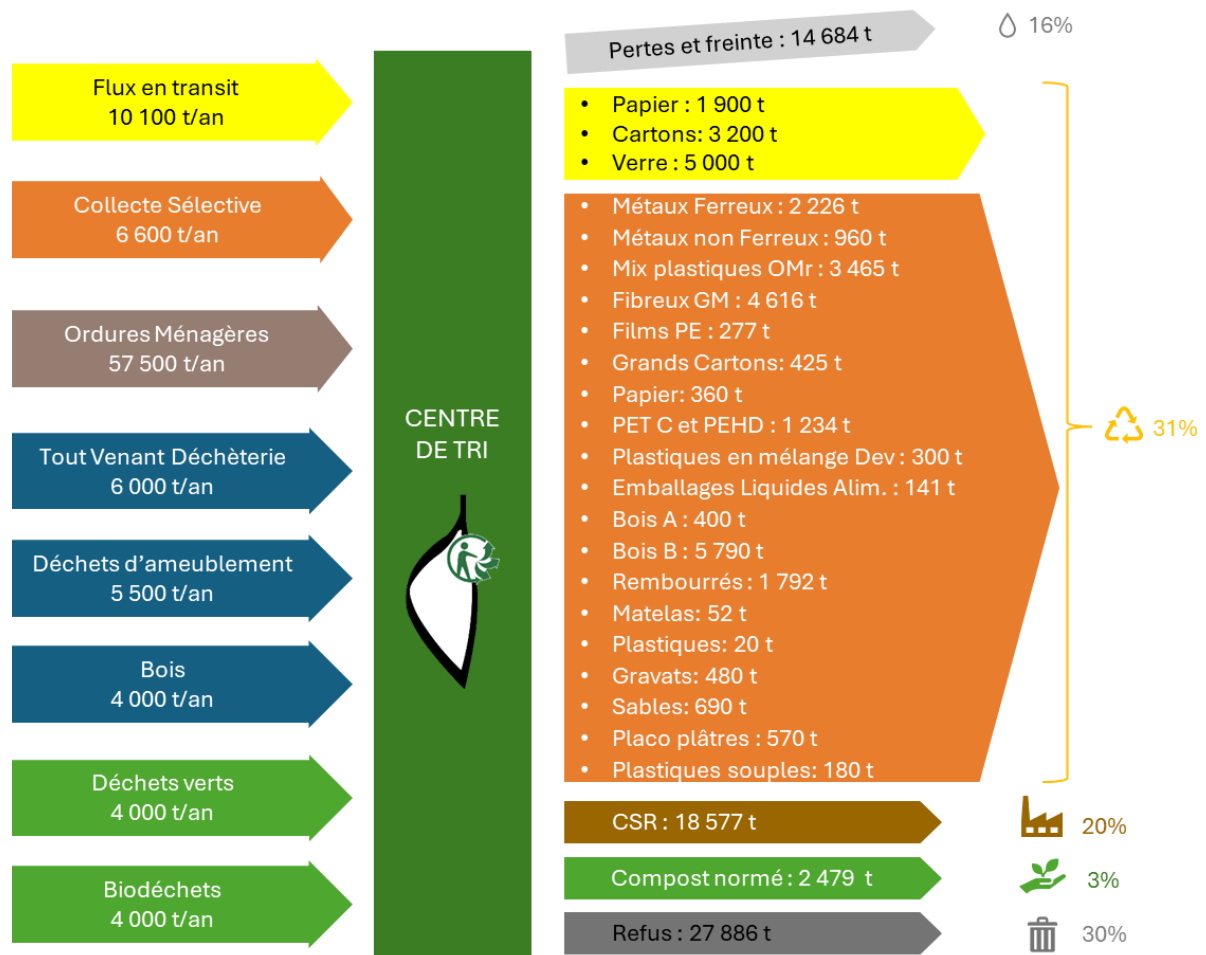 Flux en transit
10 100 t/an
Collecte Sélective
6 600 t/an
Ordures Ménagères
57 500 t/an
Tout Venant Déchèterie
6 000 t/an
Déchets d'ameublement
5 500 t/an
Bois
4 000 t/an
Déchets verts
4 000 t/an
Biodéchets
4 000 t/an
CENTRE
DE TRI
Pertes et freinte : 14 684 t
16%
• Papier : 1 900 t
• Cartons: 3 200 t
• Verre : 5 000 t
• Métaux Ferreux : 2 226 t
• Métaux non Ferreux : 960 t
• Mix plastiques OMr : 3 465 t
• Fibreux GM : 4 616 t
• Films PE : 277 t
• Grands Cartons: 425 t
• Papier: 360 t
• PET C et PEHD : 1 234 t
• Plastiques en mélange Dev : 300 t
• Emballages Liquides Alim. : 141 t
• Bois A : 400 t
• Bois B : 5 790 t
• Rembourrés : 1 792 t
• Matelas: 52 t
• Plastiques: 20 t
• Gravats: 480 t
• Sables: 690 t
• Placo plâtres : 570 t
• Plastiques souples: 180 t
31%
CSR : 18 577 t
20%
Compost normé : 2 479 t
3%
Refus : 27 886 t
30%